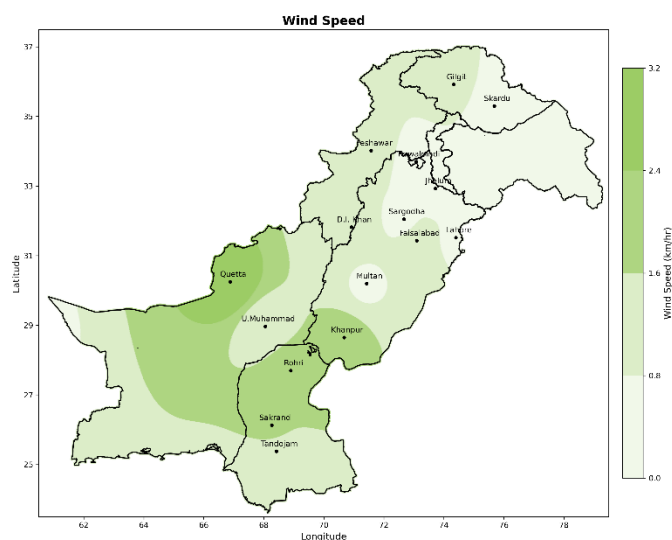 Wind Speed
37
35
33
31
29
27
25
Latitude
Gilgit
Skardu
Peshawar
Jhelum
Sargodha
D.I. Khan
Faisalabad
Lahore
Quetta
Multan
U.Muhammad
Khanpur
Rohri
Sakrand
Tandojam
62
64
66
68
70
72
74
76
78
Longitude
3.2
2.4
1.6
0.8
0.0
Wind Speed (km/hr)